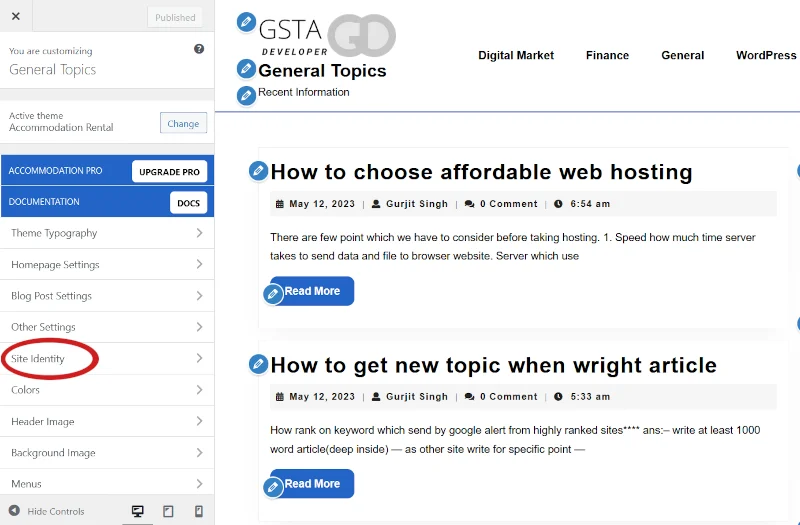 Published
You are customizing
General Topics
Active theme
Accommodation Rental
Change
ACCOMMODATION PRO
UPGRADE PRO
DOCUMENTATION
DOCS
Theme Typography
Homepage Settings
Blog Post Settings
Other Settings
Site Identity
Colors
Header Image
Background Image
Menus
Hide Controls
GSTA
DEVELOPER
GD
General Topics
Recent Information
Digital Market Finance General WordPress
How to choose affordable web hosting
May 12, 2023 | Gurjit Singh | 0 Comment | 6:54 am
There are few point which we have to consider before taking hosting. 1. Speed how much time server
takes to send data and file to browser website. Server which use
Read More
How to get new topic when wright article
May 12, 2023 | Gurjit Singh | 0 Comment | 5:33 am
How rank on keyword which send by google alert from highly ranked sites**** ans:– write at least 1000
word article(deep inside) — as other site write for specific point —
Read More